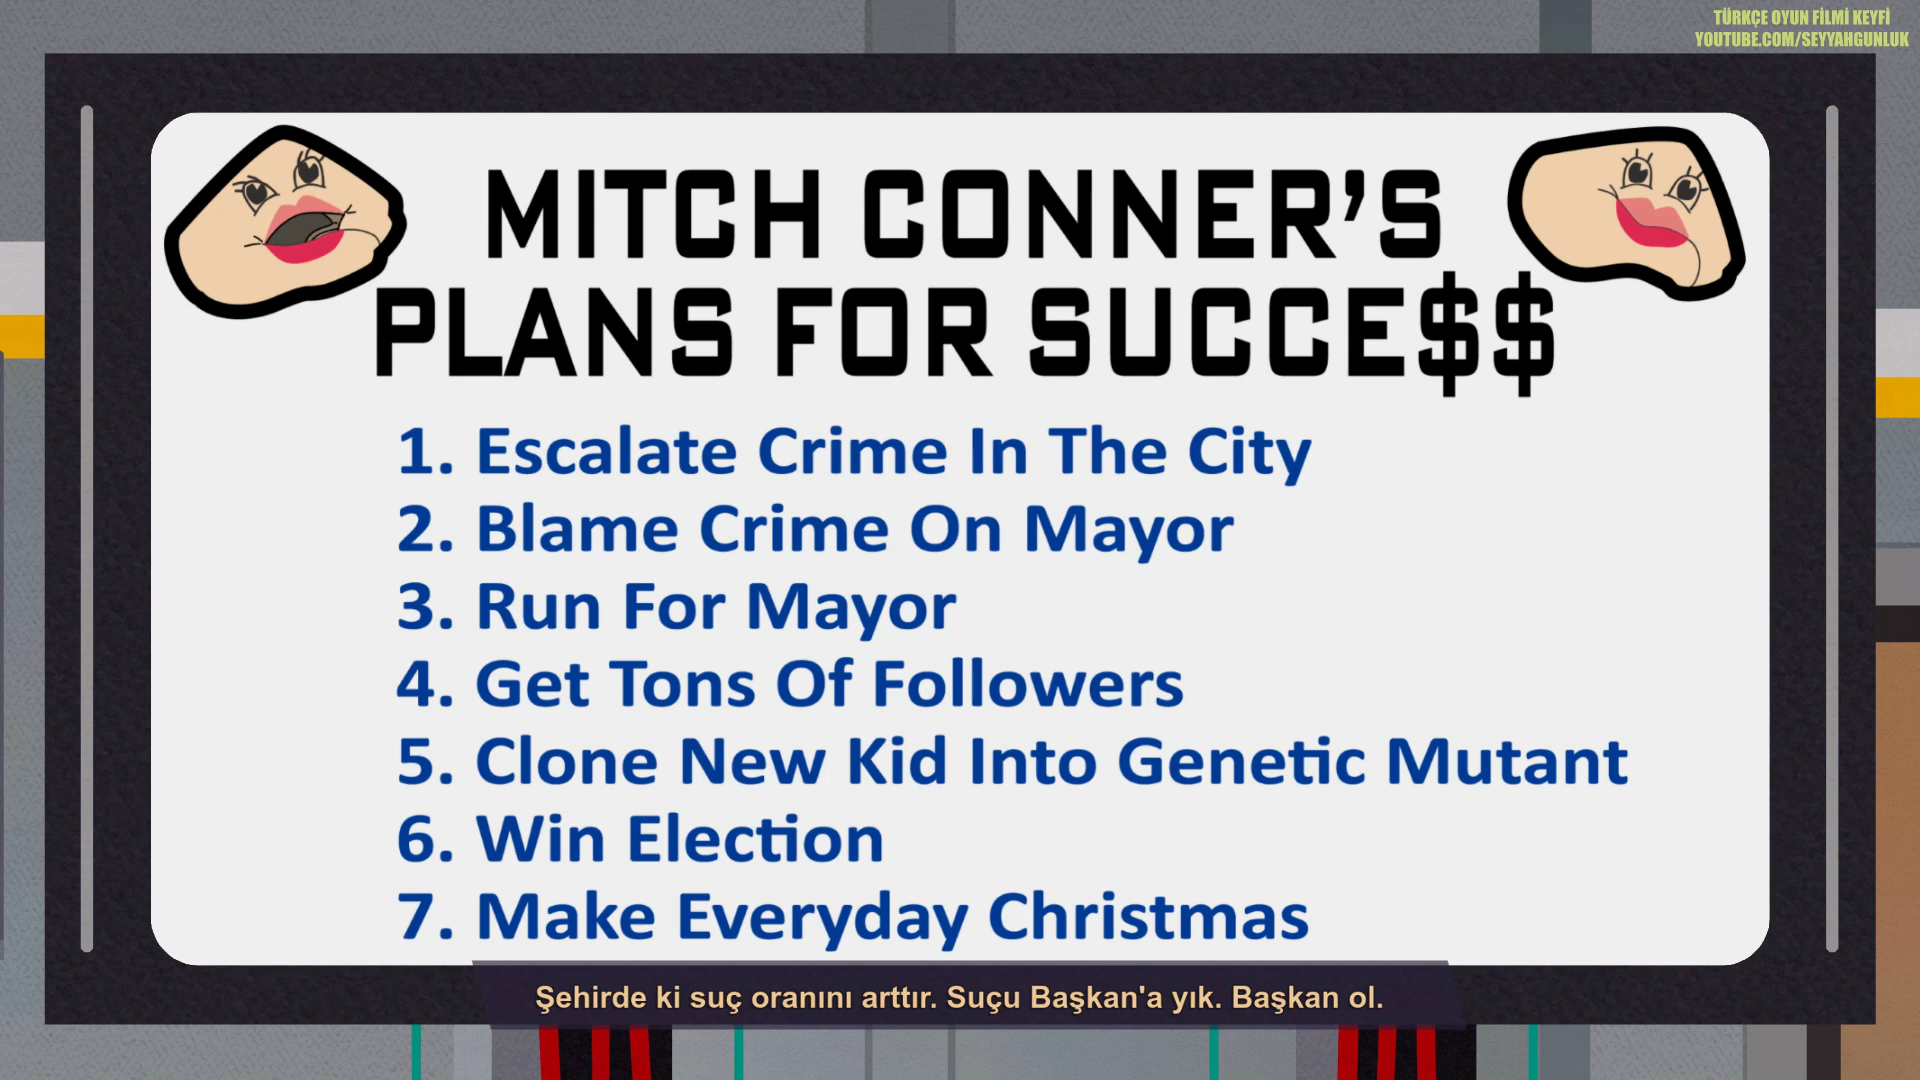 TÜRKÇE OYUN FİLMİ KEYFİ
YOUTUBE.COM/SEYYAHGUNLUK
MITCH CONNER'S
PLANS FOR SUCCE$$
1. Escalate Crime In The City
2. Blame Crime On Mayor
3. Run For Mayor
4. Get Tons Of Followers
5. Clone New Kid Into Genetic Mutant
6. Win Election
7. Make Everyday Christmas
Şehirde ki suç oranını arttır. Suçu Başkan'a yık. Başkan ol.